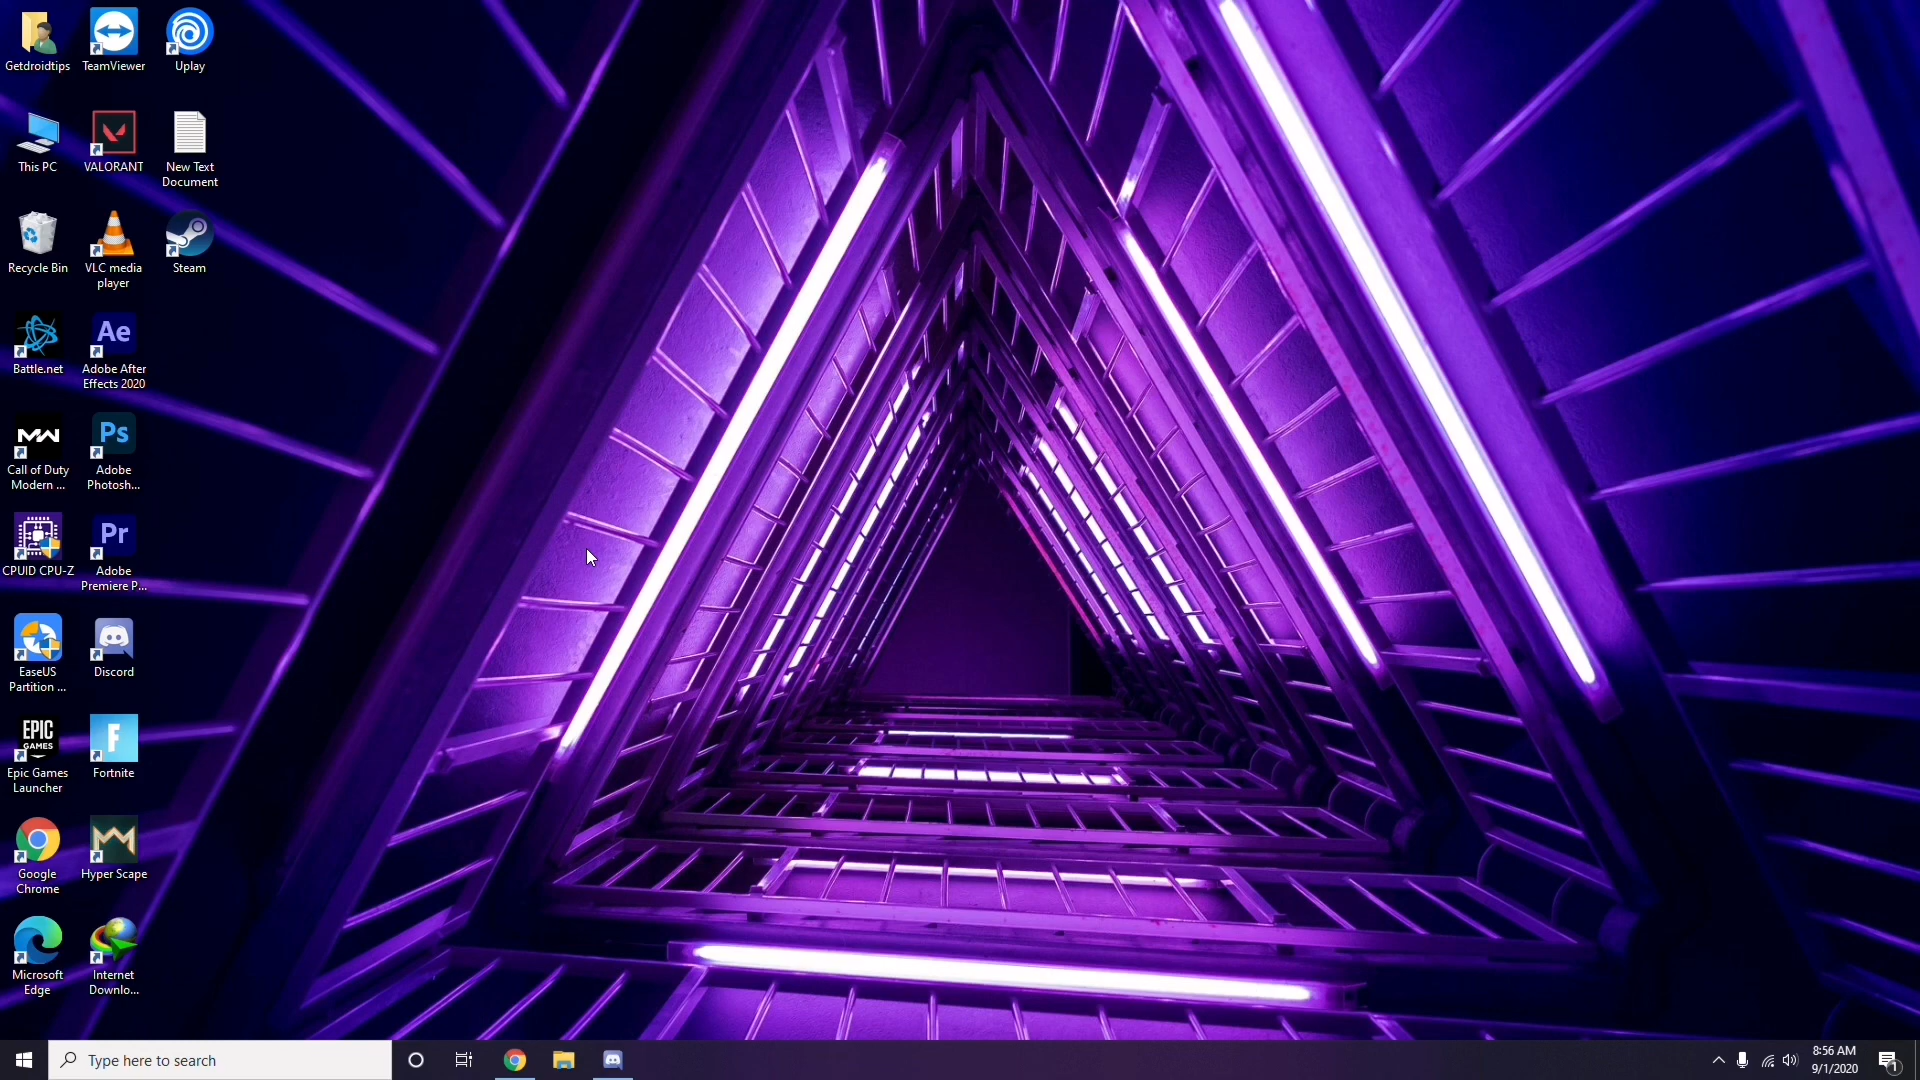 Getdroidtips
TeamViewer
Uplay
This PC
VALORANT
New Text
Document
Recycle Bin
VLC media
player
Steam
Battle.net
Ae
Adobe After
Effects 2020
MW
Call of Duty
Modern ...
Ps
Adobe
Photosh...
CPUID CPU-Z
Pr
Adobe
Premiere P...
EaseUS
Partition ...
Discord
EPIC
GAMES
Epic Games
Launcher
F
Fortnite
Google
Chrome
Hyper Scape
Microsoft
Edge
Internet
Downlo...
Type here to search
8:56 AM
9/1/2020
1